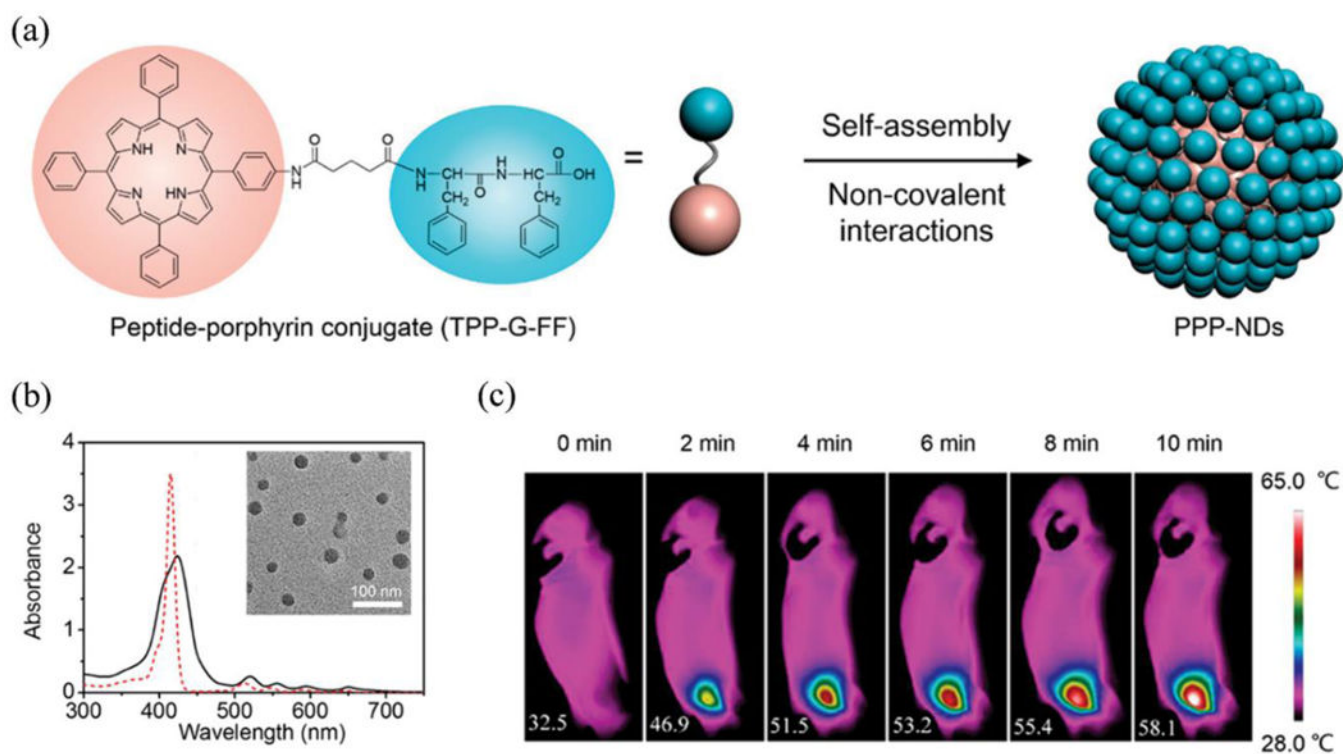 (a)
NH
N
N
HN
N
H
O
O
N
H
CH
C
O
CH₂
N
H
CH
C
O
OH
CH₂
=
Self-assembly
Non-covalent
interactions
Peptide-porphyrin conjugate (TPP-G-FF)
PPP-NDs
(b)
Absorbance
4
3
2
1
0
300 400 500 600 700
Wavelength (nm)
100 nm
(c)
0 min 2 min 4 min 6 min 8 min 10 min
32.5 46.9 51.5 53.2 55.4 58.1
65.0 ℃
28.0 ℃